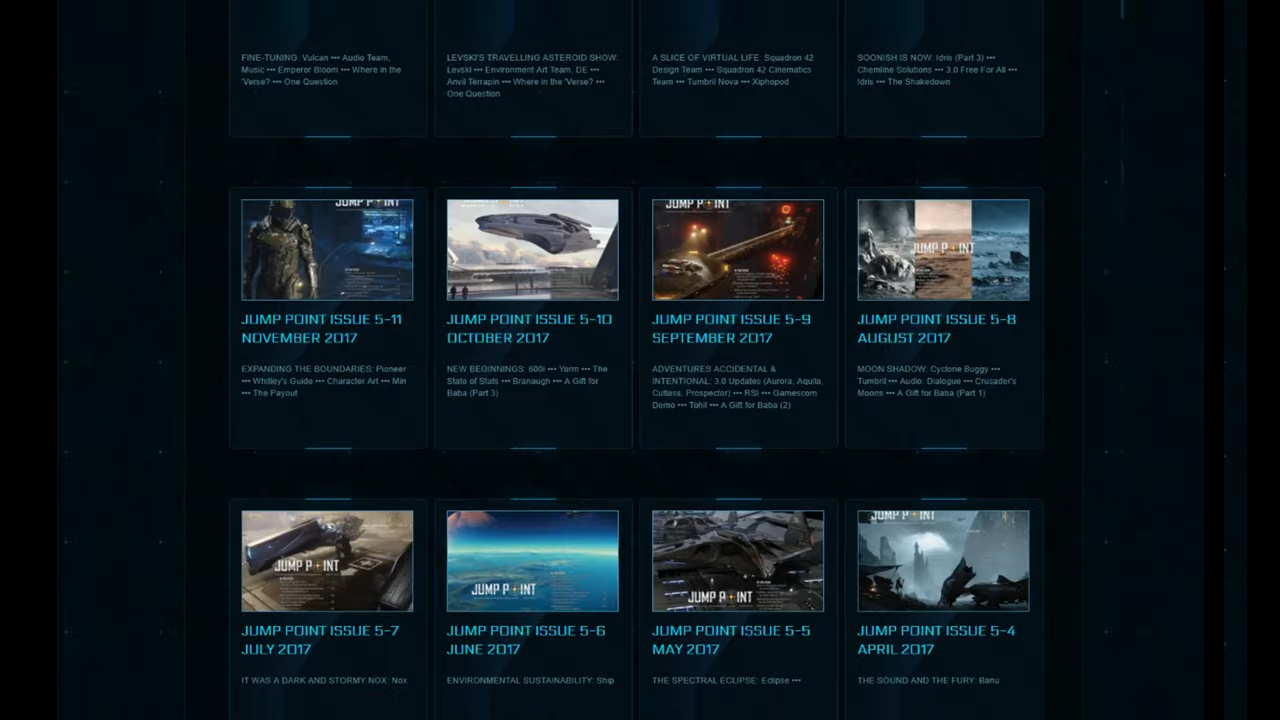 FINE-TUNING: Vulcan ••• Audio Team,
Music ••• Emperor Bloom ••• Where in the
'Verse? ••• One Question
LEVSKI'S TRAVELLING ASTEROID SHOW:
Levski ••• Environment Art Team, DE •••
Anvil Terrapin ••• Where in the 'Verse? •••
One Question
A SLICE OF VIRTUAL LIFE: Squadron 42
Design Team ••• Squadron 42 Cinematics
Team ••• Tumbril Nova ••• Xiphopod
SOONISH IS NOW: Idris (Part 3) •••
Chemline Solutions ••• 3.0 Free For All •••
Idris ••• The Shakedown
JUMP POINT
JUMP POINT ISSUE 5-11
NOVEMBER 2017
EXPANDING THE BOUNDARIES: Pioneer
••• Whitley's Guide ••• Character Art ••• Min
••• The Payout
JUMP POINT ISSUE 5-10
OCTOBER 2017
NEW BEGINNINGS: 600i ••• Yorm ••• The
State of Stats ••• Branaugh ••• A Gift for
Baba (Part 3)
JUMP POINT
JUMP POINT ISSUE 5-9
SEPTEMBER 2017
ADVENTURES ACCIDENTAL &
INTENTIONAL: 3.0 Updates (Aurora, Aquila,
Cutlass, Prospector) ••• RSI ••• Gamescom
Demo ••• Tohil ••• A Gift for Baba (2)
JUMP POINT
JUMP POINT ISSUE 5-8
AUGUST 2017
MOON SHADOW: Cyclone Buggy •••
Tumbril ••• Audio Dialogue ••• Crusader's
Moons ••• A Gift for Baba (Part 1)
JUMP POINT
JUMP POINT ISSUE 5-7
JULY 2017
IT WAS A DARK AND STORMY NOX: Nox
JUMP POINT
JUMP POINT ISSUE 5-6
JUNE 2017
ENVIRONMENTAL SUSTAINABILITY: Ship
JUMP POINT
JUMP POINT ISSUE 5-5
MAY 2017
THE SPECTRAL ECLIPSE: Eclipse •••
JUMP POINT
JUMP POINT ISSUE 5-4
APRIL 2017
THE SOUND AND THE FURY: Banu